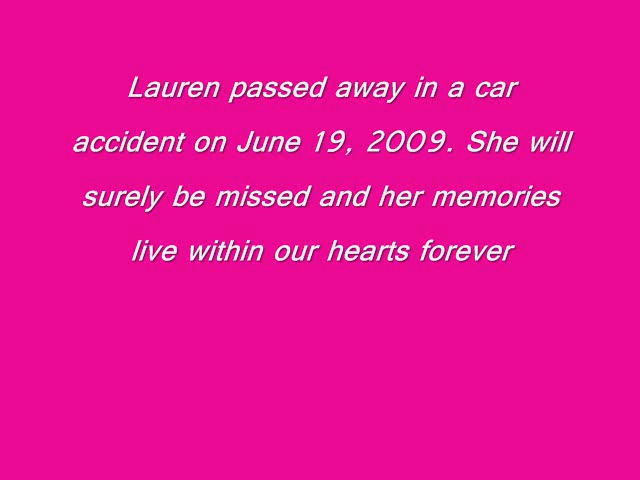 Lauren passed away in a car
accident on June 19, 2009. She will
surely be missed and her memories
live within our hearts forever